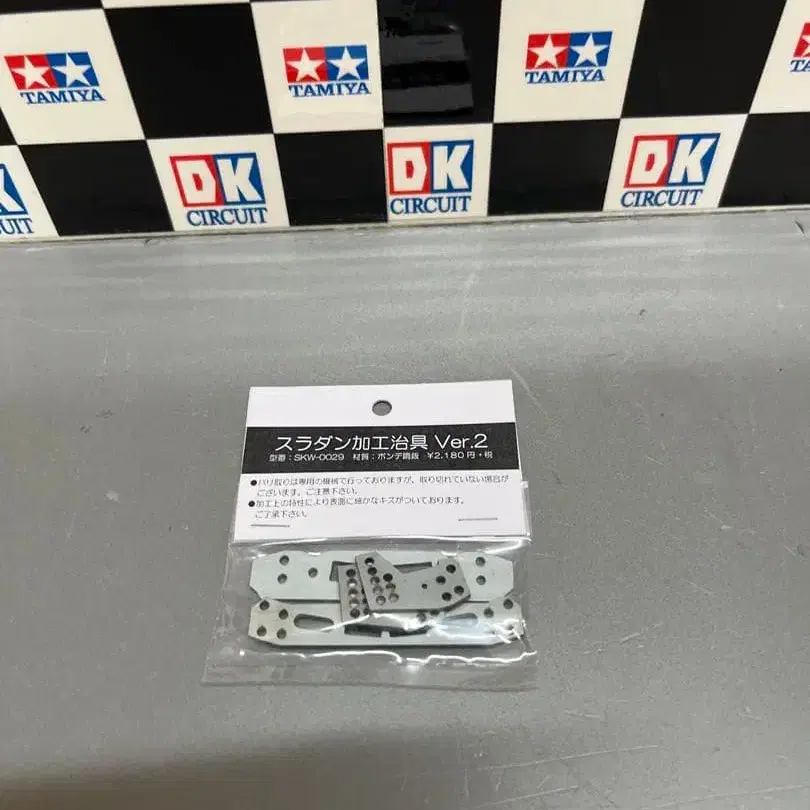 TAMIYA
TAMIYA
TAMIYA
DK
CIRCUIT
DK
CIRCUIT
DK
CIRCUIT
スラダン加工治具 Ver.2
型番：SKW-0029 材質：ボンデ鋼鈑 ¥2,180円+税
●バリ取りは専用の機械で行っておりますが、取り切れていない場合が
ございます。ご注意下さい。
●加工上の特性により表面に細かなキズがついております。
ご了承下さい。